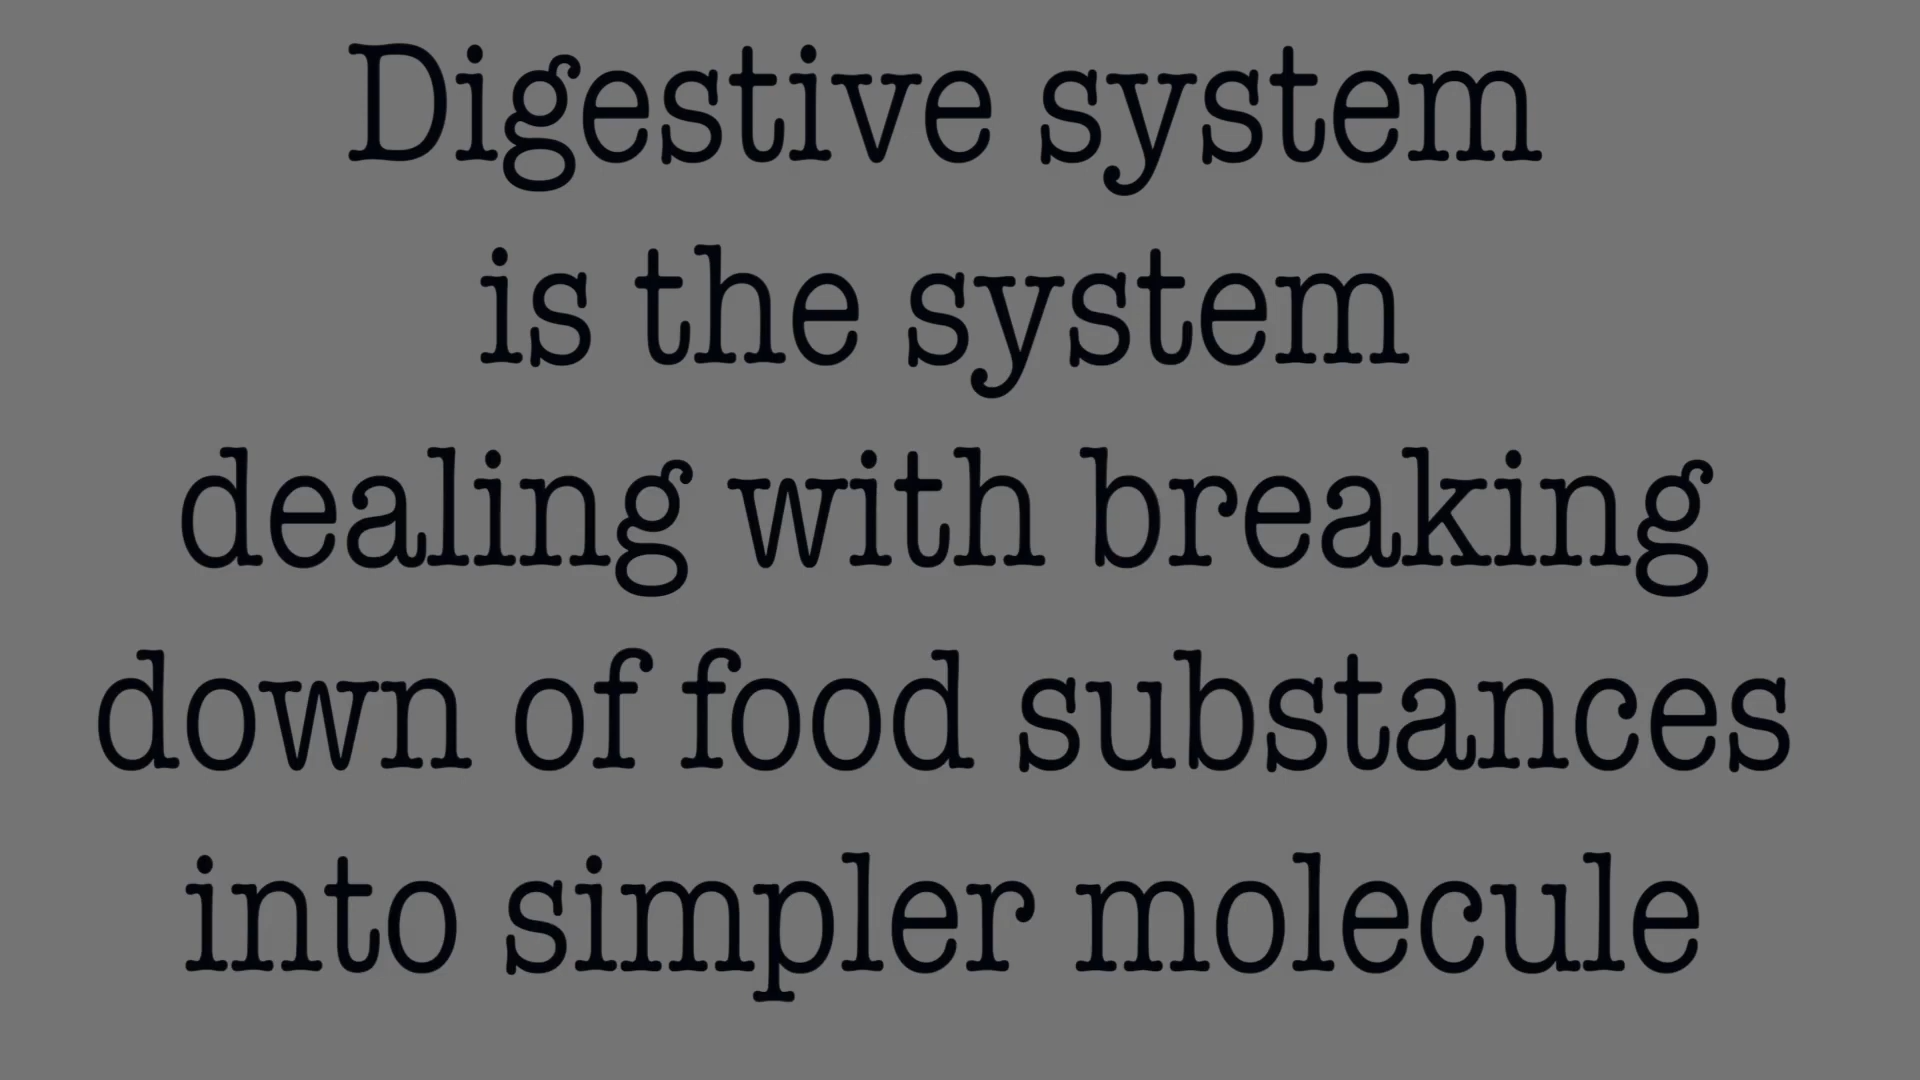 Digestive system
is the system
dealing with breaking
down of food substances
into simpler molecule